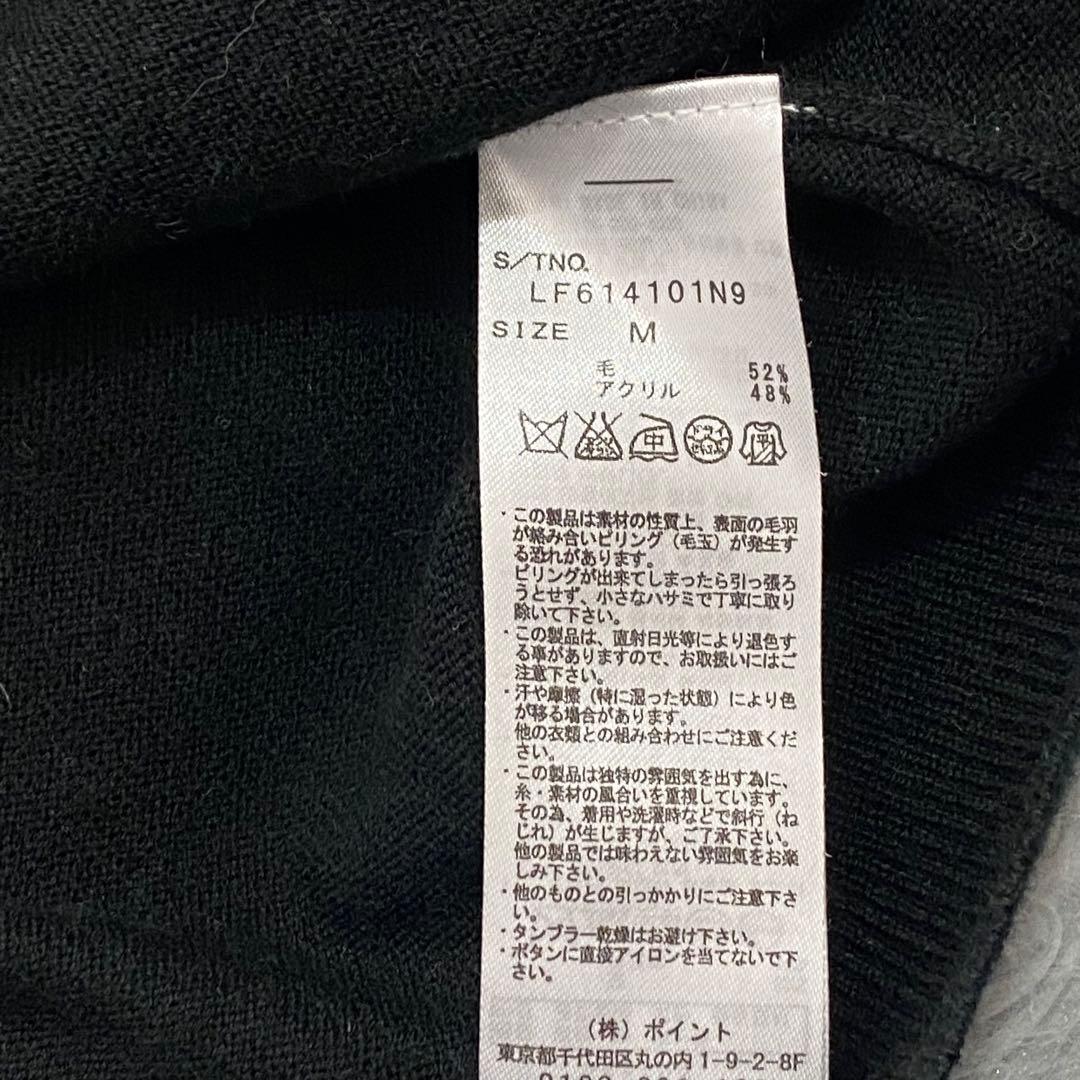 S/TNO.
LF614101N9
SIZE M
毛 52%
アクリル 48%
中
ドライ
平
・この製品は素材の性質上、表面の毛羽
が絡み合いピリング(毛玉)が発生す
る恐れがあります。
ピリングが出来てしまったら引っ張ろ
うとせず、小さなハサミで丁寧に取り
除いて下さい。
・この製品は、直射日光等により退色す
る事がありますので、お取扱いにはご
注意下さい。
・汗や摩擦(特に湿った状態)により色
が移る場合があります。
他の衣類との組み合わせにご注意くだ
さい。
・この製品は独特の雰囲気を出す為に、
糸・素材の風合いを重視しています。
その為、着用や洗濯時などで斜行(ね
じれ)が生じますが、ご了承下さい。
他の製品では味わえない雰囲気をお楽
しみ下さい。
・他のものとの引っかかりにご注意下さ
い。
・タンブラー乾燥はお避け下さい。
・ボタンに直接アイロンを当てないで下
さい。
(株)ポイント
東京都千代田区丸の内1-9-2-8F